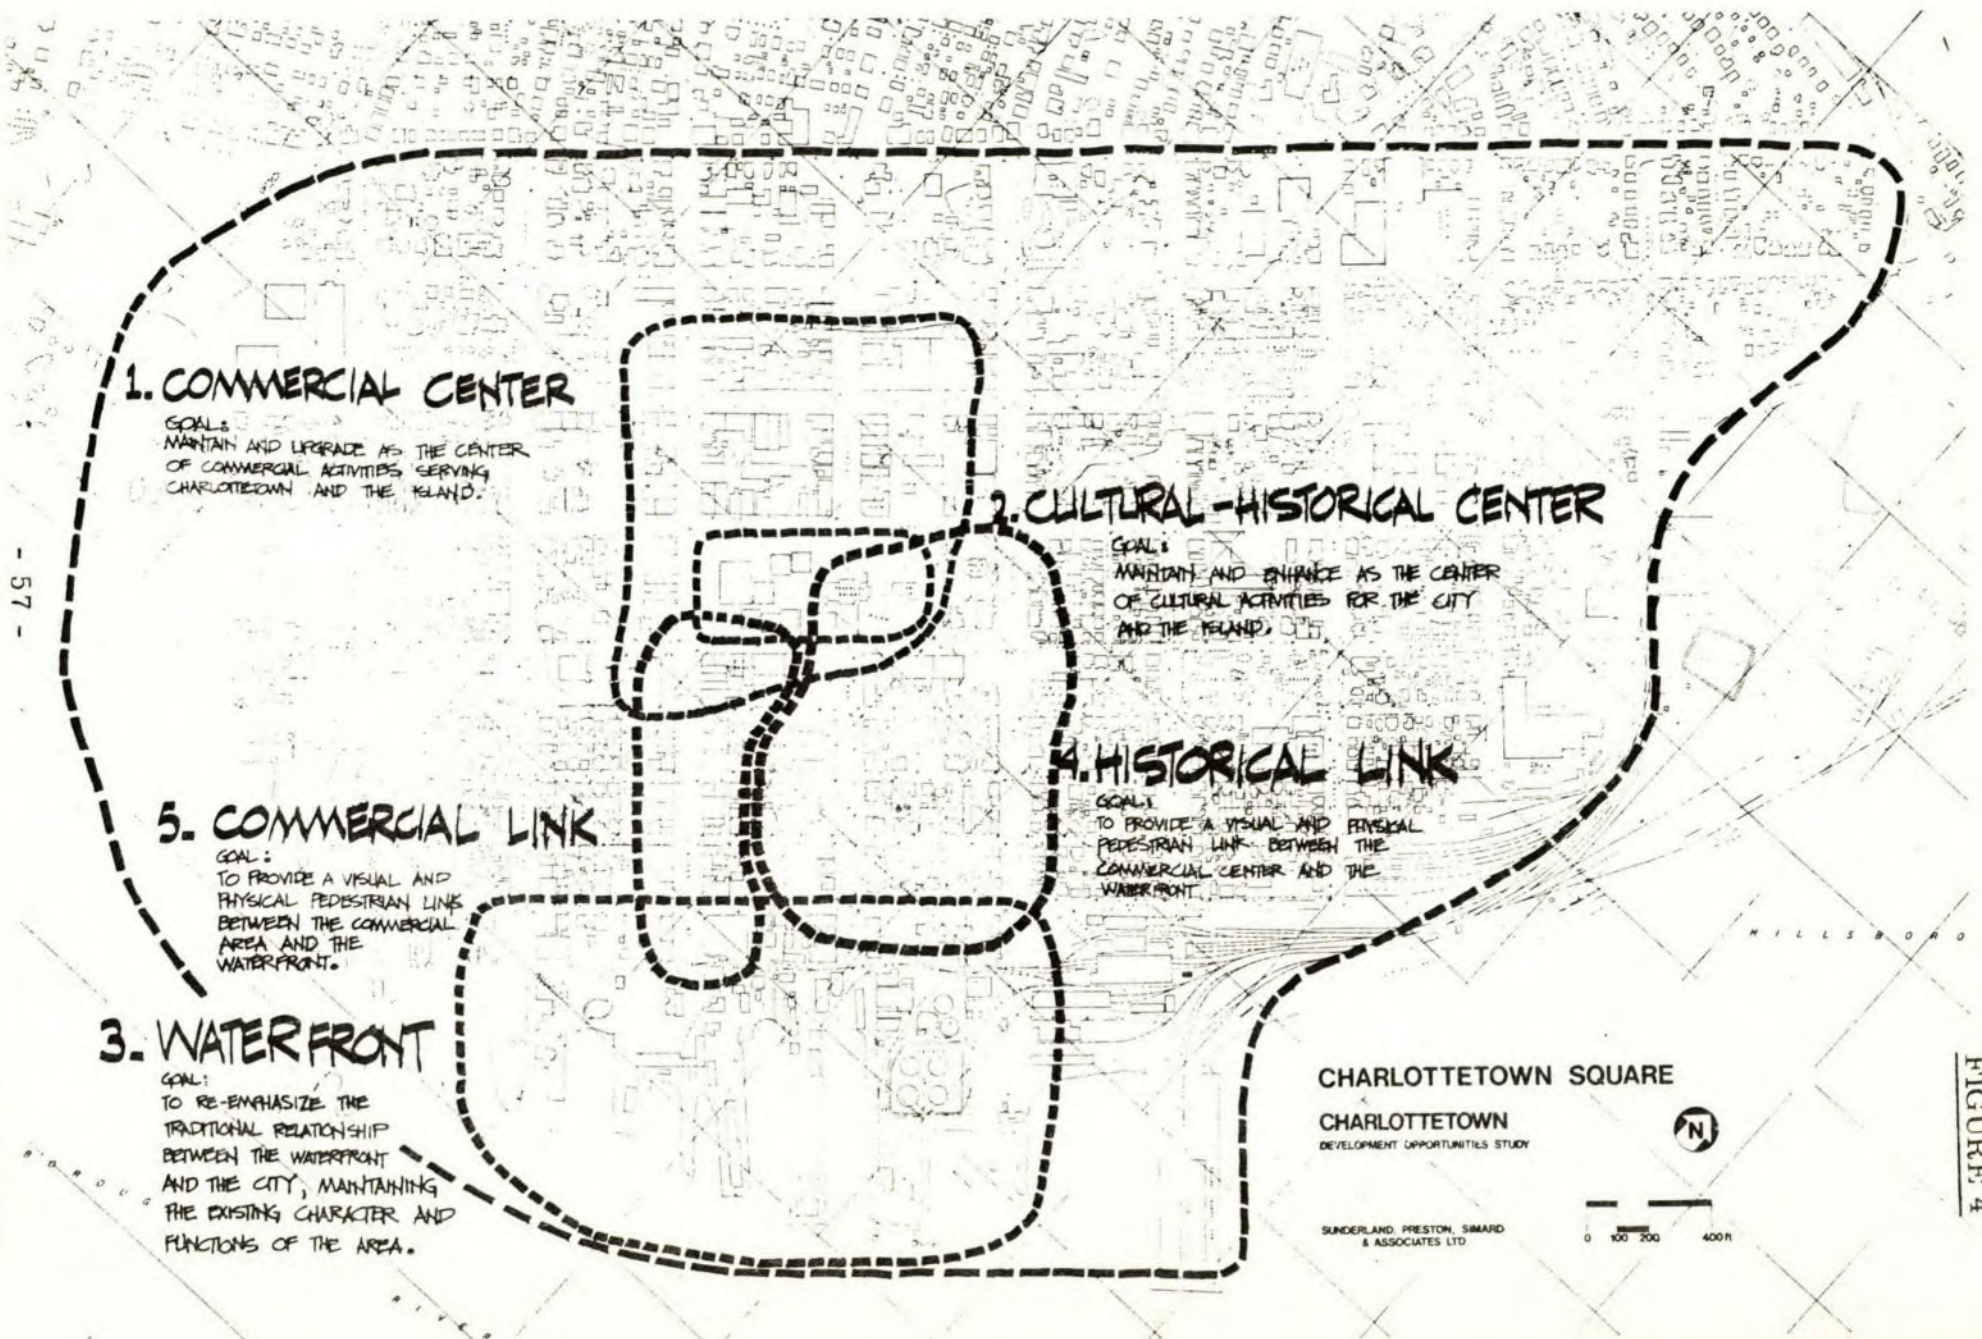 1. COMMERCIAL CENTER
GOAL:
MAINTAIN AND UPGRADE AS THE CENTER
OF COMMERCIAL ACTIVITIES SERVING
CHARLOTTETOWN AND THE ISLAND.
2. CULTURAL-HISTORICAL CENTER
GOAL:
MAINTAIN AND ENHANCE AS THE CENTER
OF CULTURAL ACTIVITIES FOR THE CITY
AND THE ISLAND.
- 57 -
4. HISTORICAL LINK
GOAL:
TO PROVIDE A VISUAL AND PHYSICAL
PEDESTRIAN LINK BETWEEN THE
COMMERCIAL CENTER AND THE
WATERFRONT
5. COMMERCIAL LINK
GOAL:
TO PROVIDE A VISUAL AND
PHYSICAL PEDESTRIAN LINK
BETWEEN THE COMMERCIAL
AREA AND THE
WATERFRONT.
HILLSBORO
3. WATERFRONT
GOAL:
TO RE-EMPHASIZE THE
TRADITIONAL RELATIONSHIP
BETWEEN THE WATERFRONT
AND THE CITY, MAINTAINING
THE EXISTING CHARACTER AND
FUNCTIONS OF THE AREA.
BOROUG
RIVER
CHARLOTTETOWN SQUARE
CHARLOTTETOWN
DEVELOPMENT OPPORTUNITIES STUDY
N
SUNDERLAND, PRESTON, SIMARD
& ASSOCIATES LTD.
0 100 200 400 ft
FIGURE 4